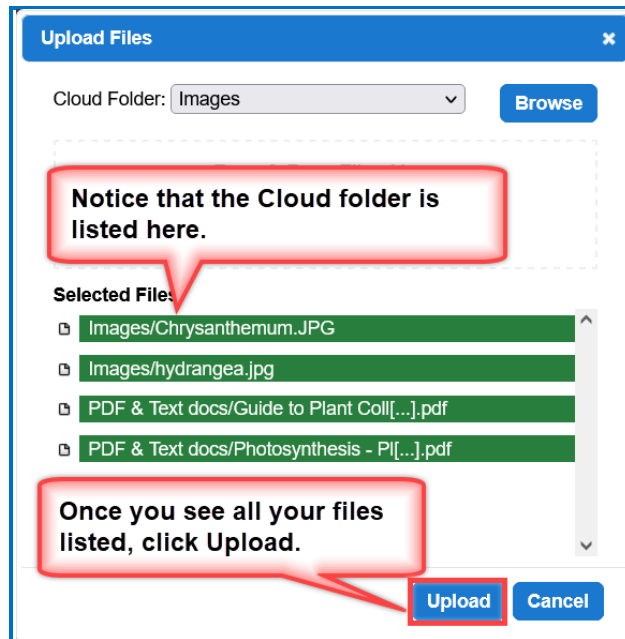 Upload Files
Cloud Folder: Images
Browse
Notice that the Cloud folder is
listed here.
Selected Files
Images/Chrysanthemum.JPG
Images/hydrangea.jpg
PDF & Text docs/Guide to Plant Coll[...].pdf
PDF & Text docs/Photosynthesis - Pl[...].pdf
Once you see all your files
listed, click Upload.
Upload
Cancel